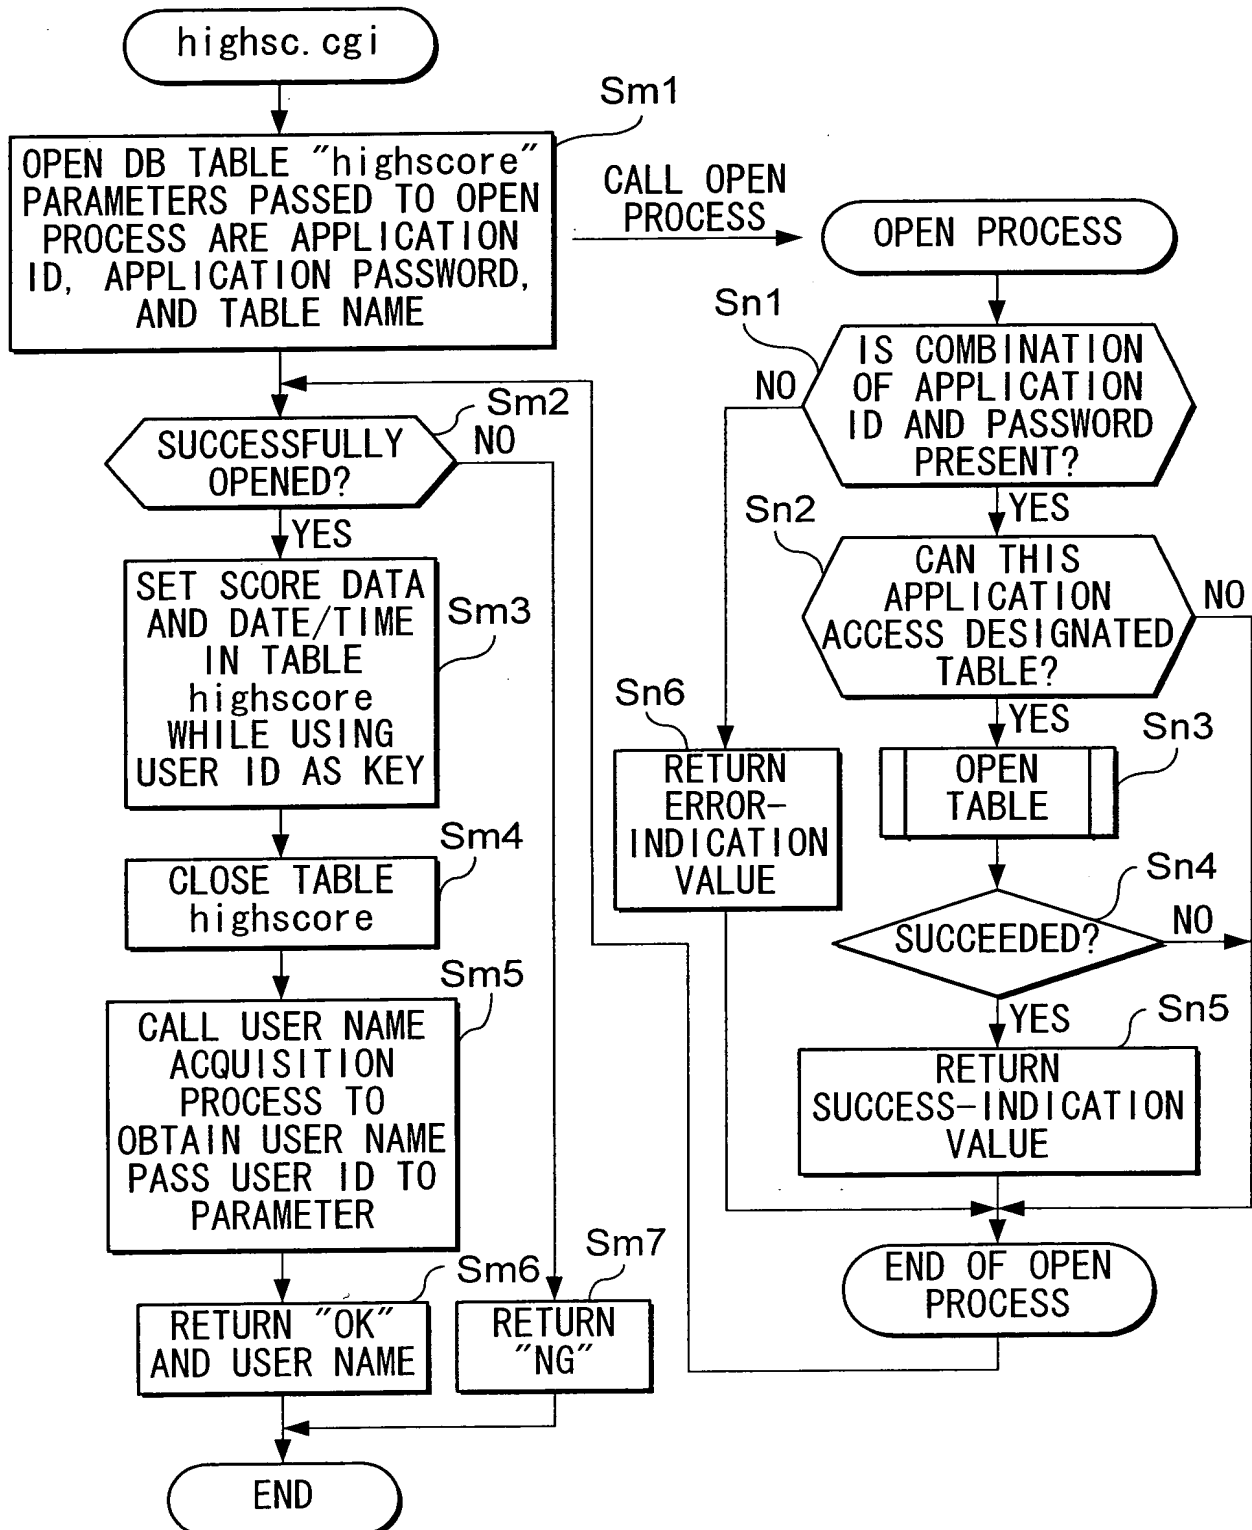 highsc.cgi
Sm1
OPEN DB TABLE "highscore"
PARAMETERS PASSED TO OPEN
PROCESS ARE APPLICATION
ID, APPLICATION PASSWORD,
AND TABLE NAME
CALL OPEN
PROCESS
Sm2
SUCCESSFULLY
OPENED?
NO
YES
SET SCORE DATA
AND DATE/TIME
IN TABLE
highscore
WHILE USING
USER ID AS KEY
Sm3
Sm4
CLOSE TABLE
highscore
Sm5
CALL USER NAME
ACQUISITION
PROCESS TO
OBTAIN USER NAME
PASS USER ID TO
PARAMETER
Sm6
RETURN "OK"
AND USER NAME
Sm7
RETURN
"NG"
END
OPEN PROCESS
Sn1
IS COMBINATION
OF APPLICATION
ID AND PASSWORD
PRESENT?
NO
YES
Sn2
CAN THIS
APPLICATION
ACCESS DESIGNATED
TABLE?
NO
YES
Sn6
RETURN
ERROR-
INDICATION
VALUE
Sn3
OPEN
TABLE
Sn4
SUCCEEDED?
NO
YES
Sn5
RETURN
SUCCESS-INDICATION
VALUE
END OF OPEN
PROCESS